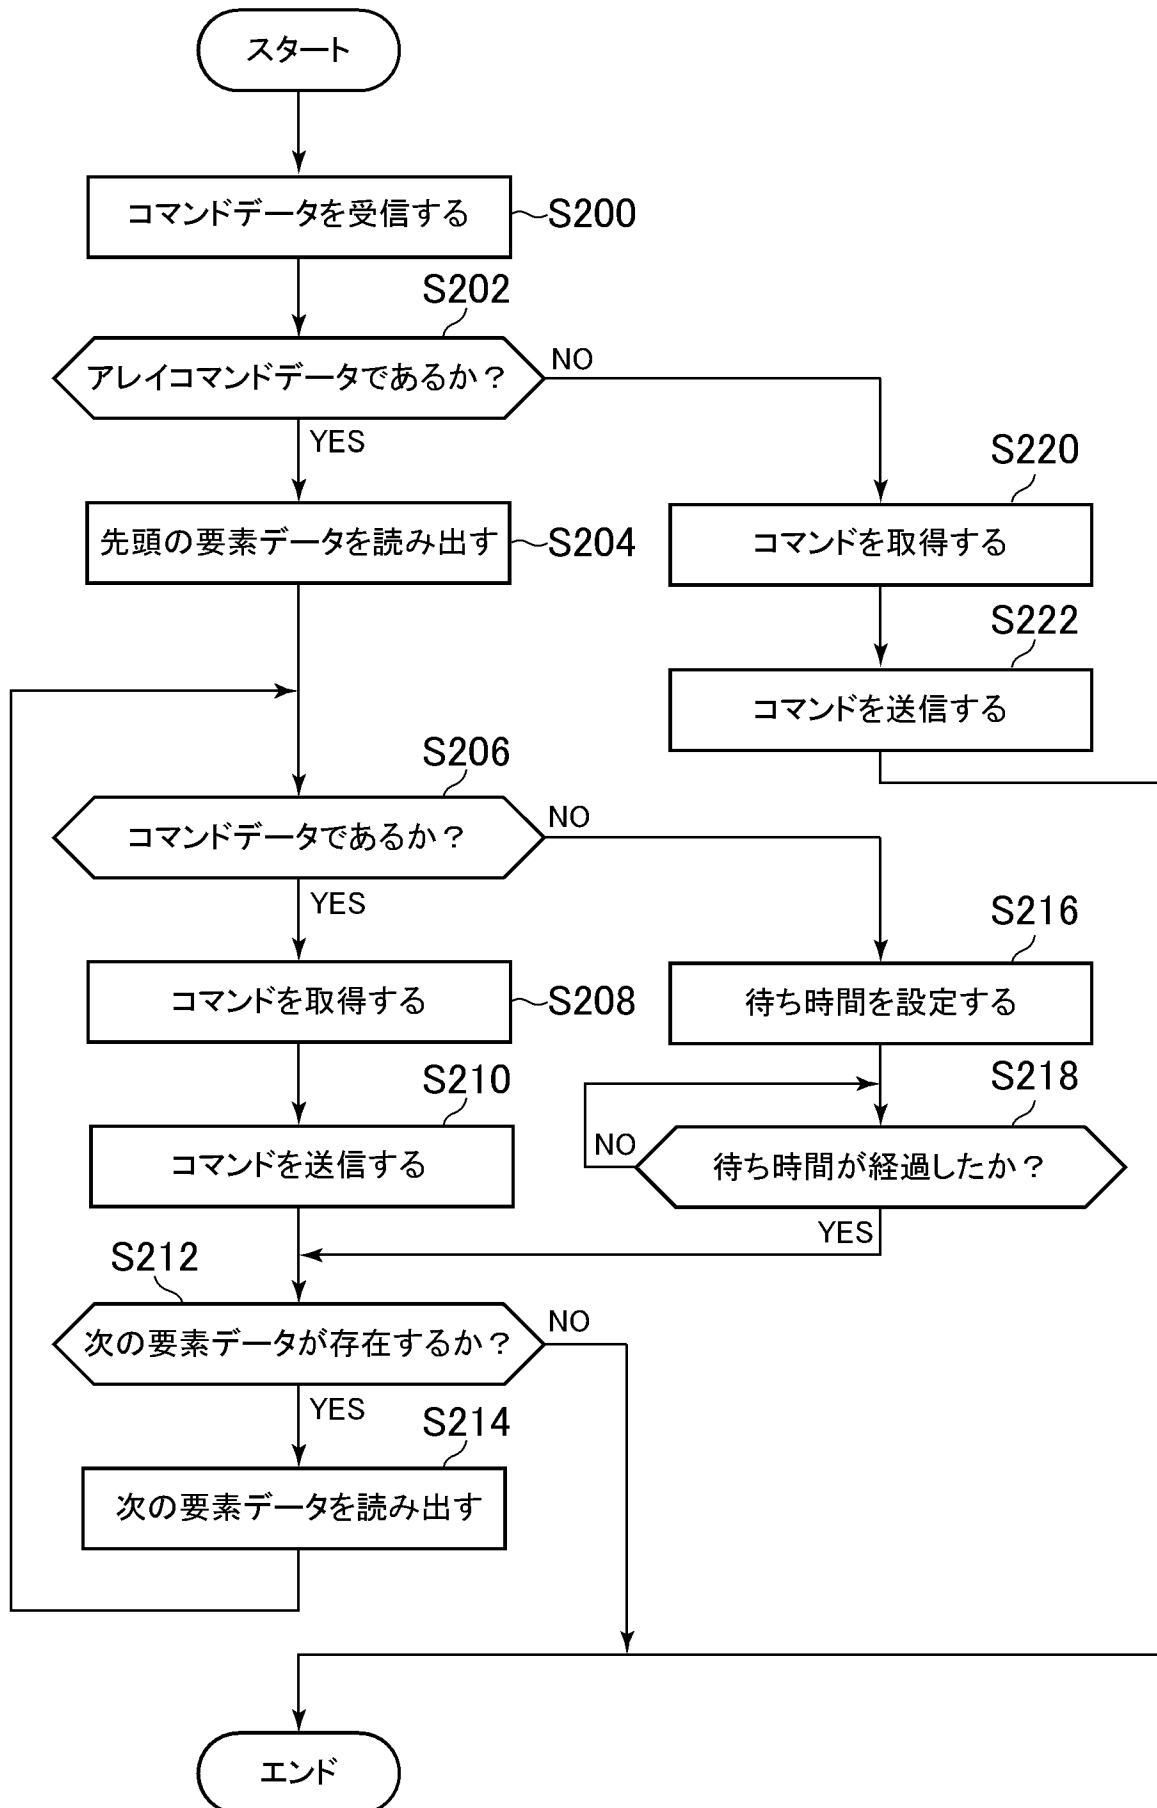 スタート
コマンドデータを受信する
S200
S202
アレイコマンドデータであるか？
NO
YES
先頭の要素データを読み出す
S204
S220
コマンドを取得する
S222
コマンドを送信する
S206
コマンドデータであるか？
NO
YES
コマンドを取得する
S208
S210
コマンドを送信する
S216
待ち時間を設定する
S218
NO
待ち時間が経過したか？
YES
S212
次の要素データが存在するか？
NO
YES
S214
次の要素データを読み出す
エンド